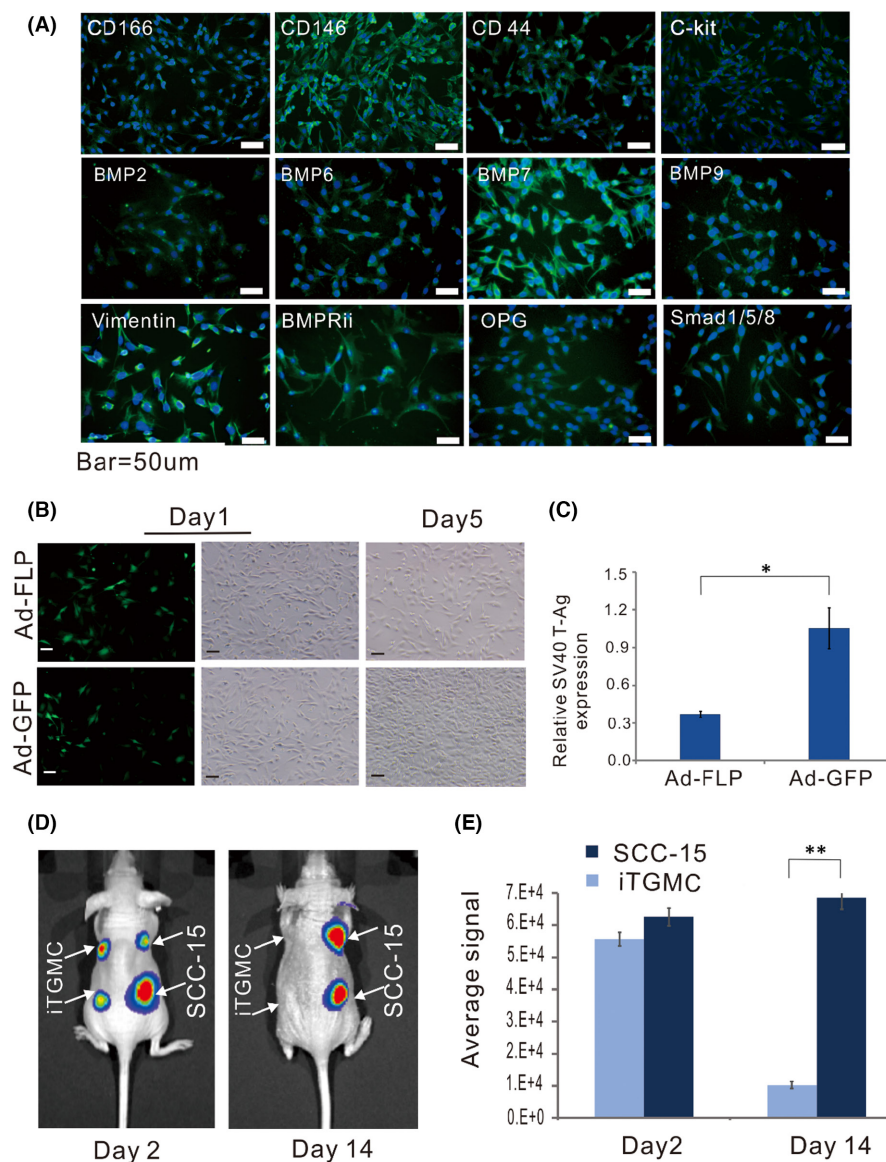 (A)
CD166 CD146 CD 44 C-kit
BMP2 BMP6 BMP7 BMP9
Vimentin BMPRii OPG Smad1/5/8
Bar=50um
(B)
Day1 Day5
Ad-FLP
Ad-GFP
(C)
*
1.5
1.2
0.9
0.6
0.3
0.0
Relative SV40 T-Ag
expression
Ad-FLP Ad-GFP
(D)
iTGMC SCC-15
iTGMC SCC-15
Day 2 Day 14
(E)
SCC-15
iTGMC
**
7.E+4
6.E+4
5.E+4
4.E+4
3.E+4
2.E+4
1.E+4
0.E+0
Average signal
Day2 Day 14